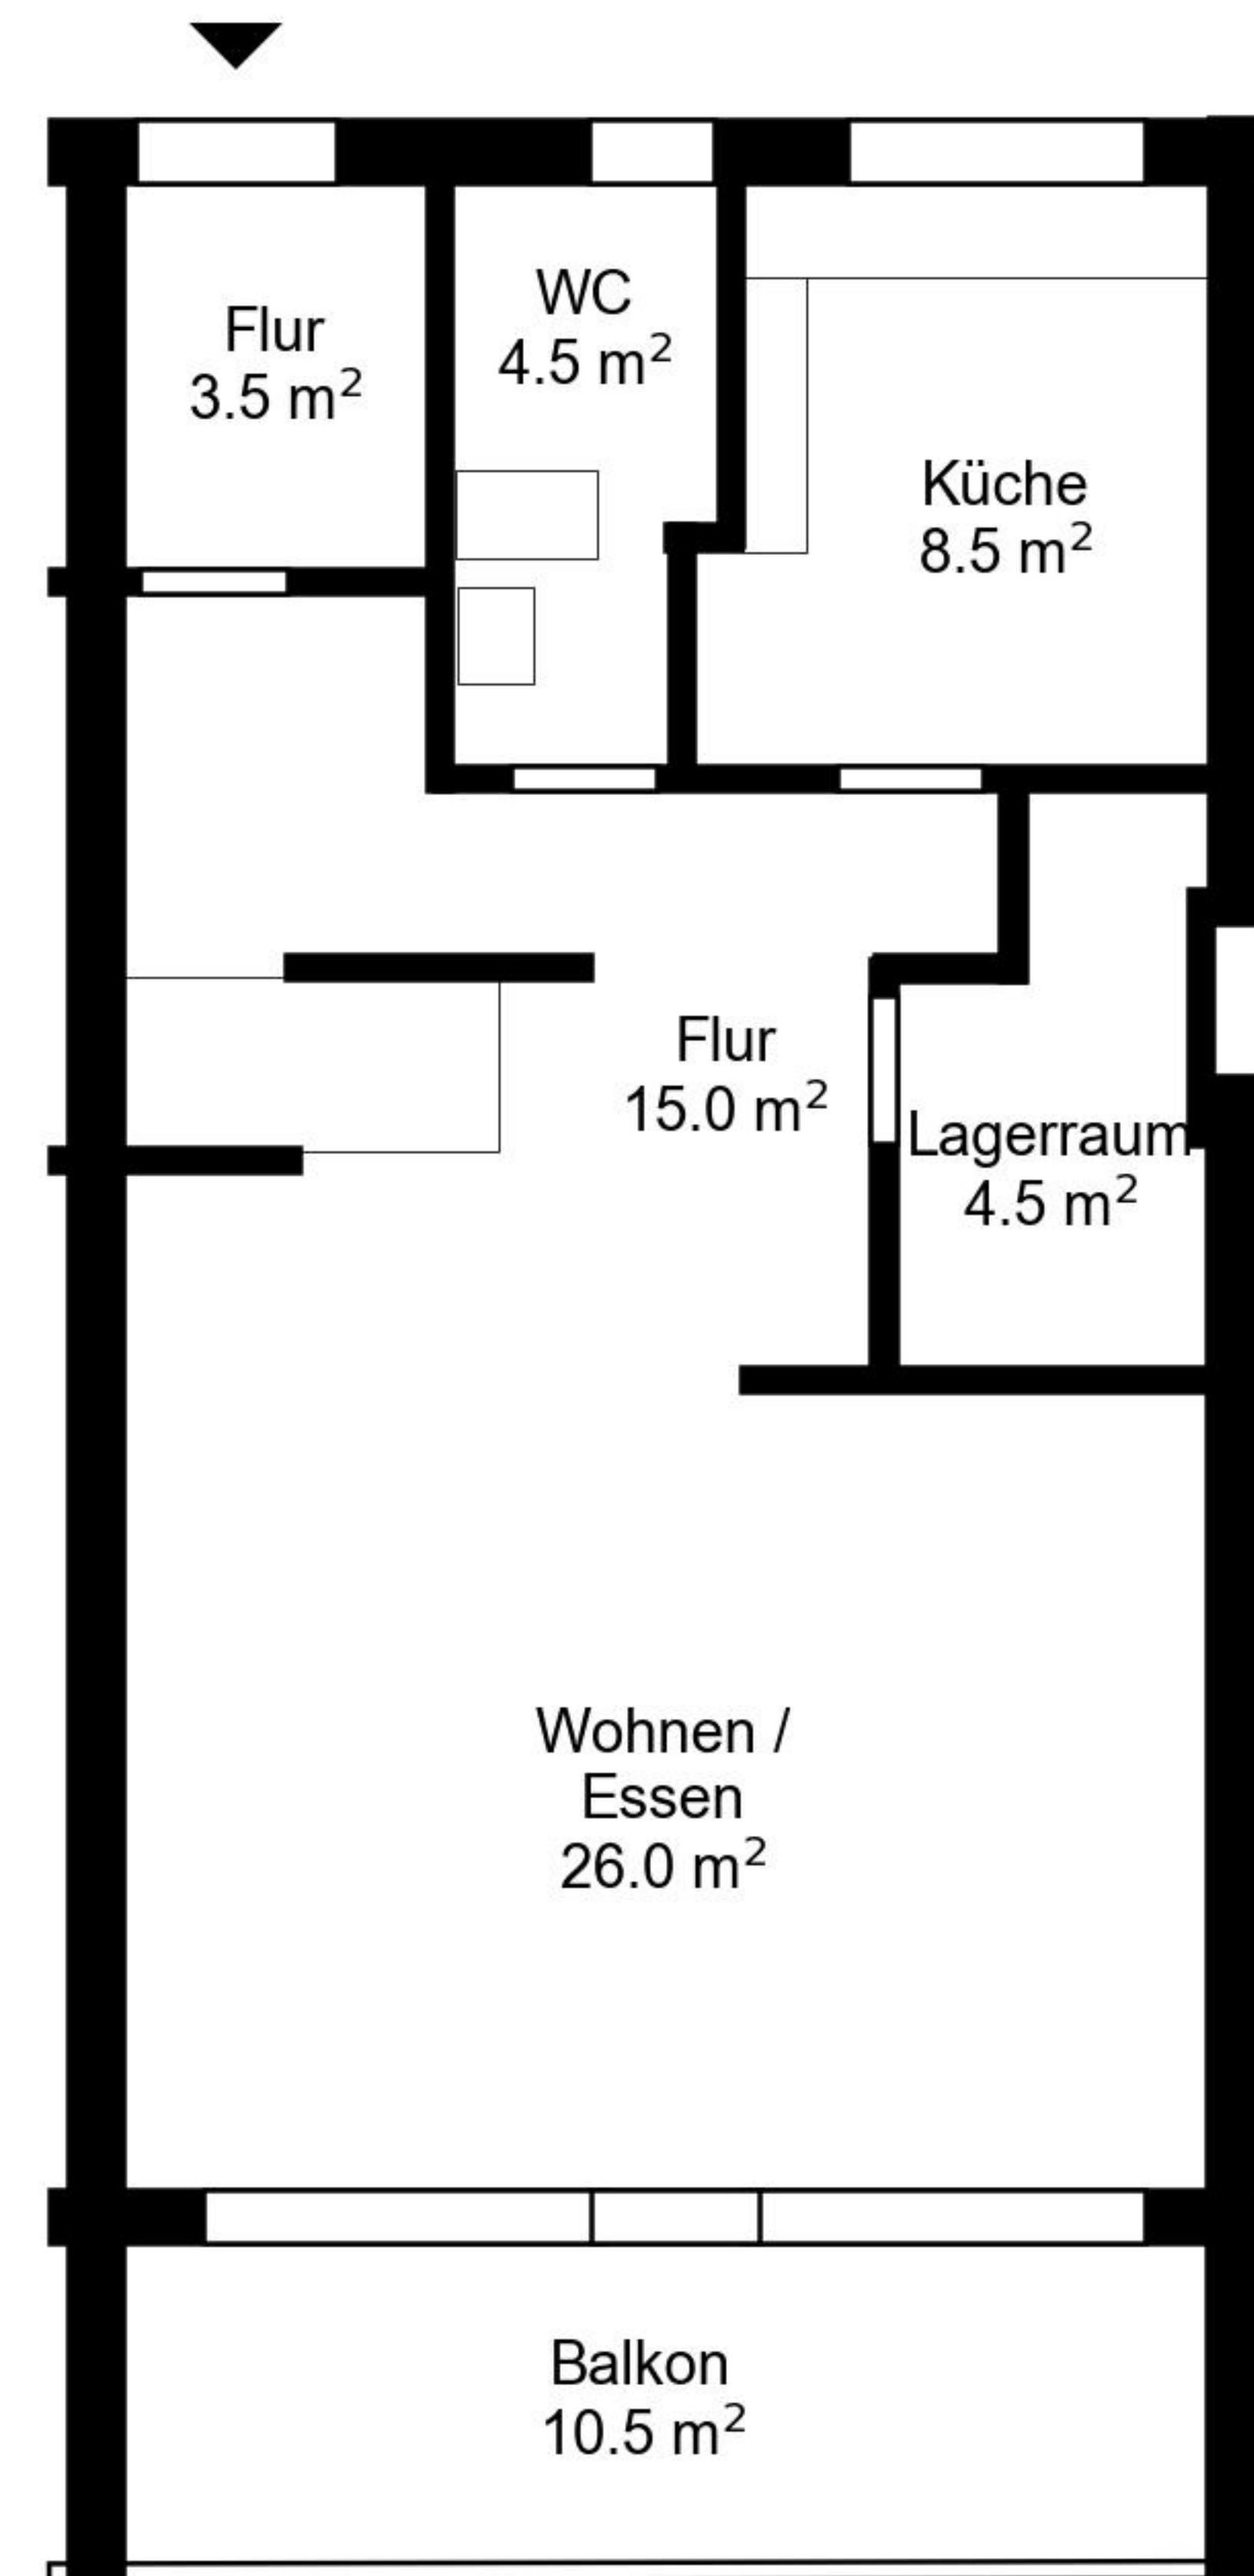 Flur
3.5 m²
WC
4.5 m²
Küche
8.5 m²
Flur
15.0 m²
Lagerraum
4.5 m²
Wohnen /
Essen
26.0 m²
Balkon
10.5 m²